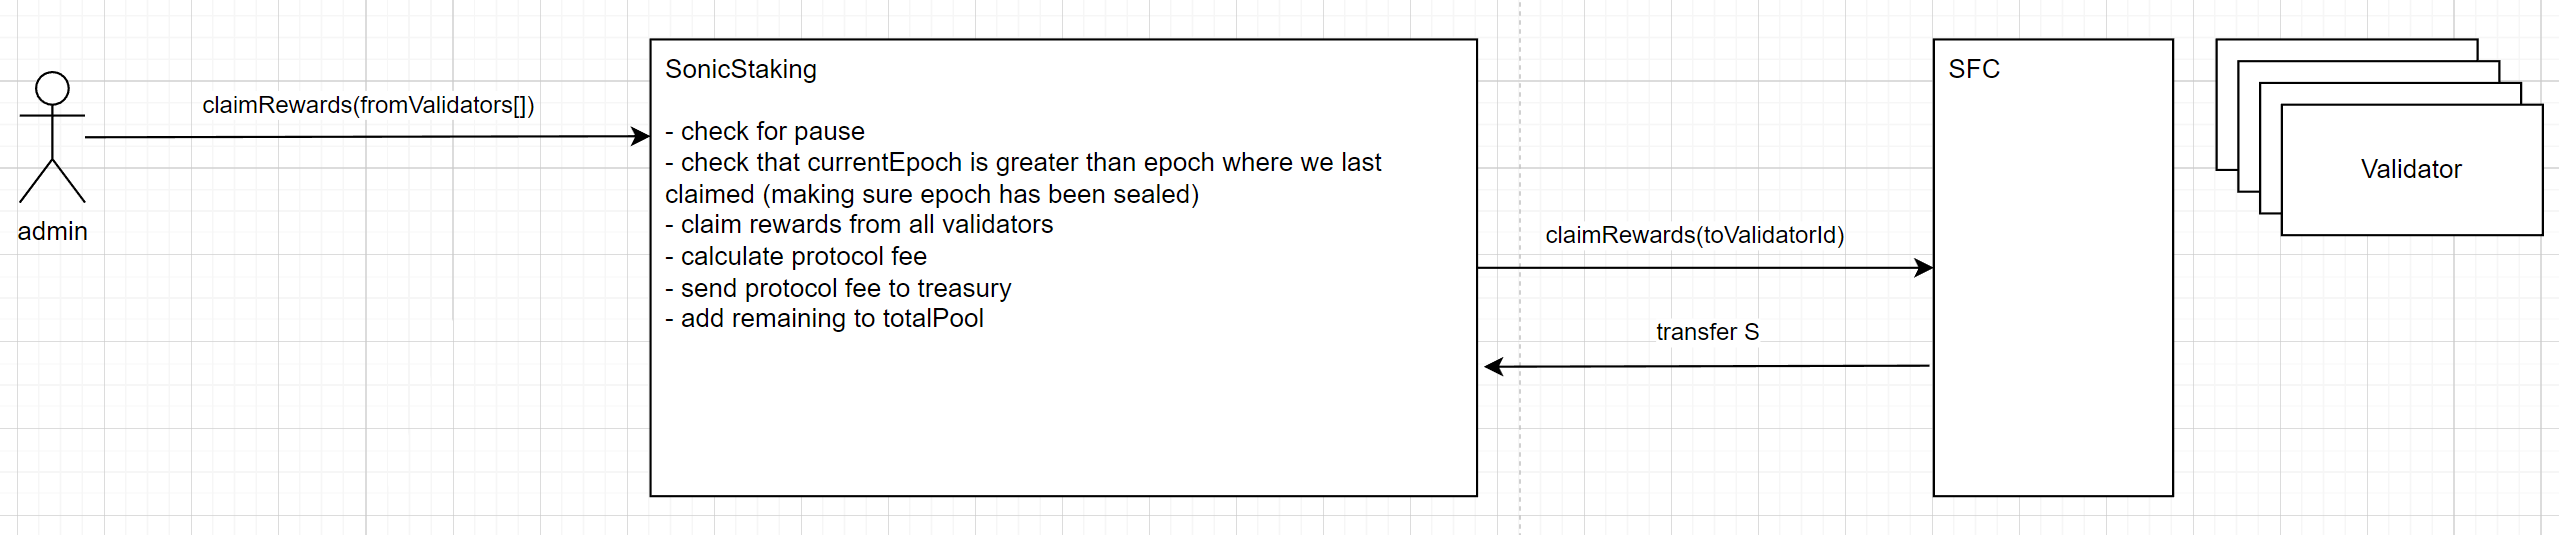 admin
claimRewards(fromValidators[])
SonicStaking
- check for pause
- check that currentEpoch is greater than epoch where we last
claimed (making sure epoch has been sealed)
- claim rewards from all validators
- calculate protocol fee
- send protocol fee to treasury
- add remaining to totalPool
claimRewards(toValidatorId)
transfer S
SFC
Validator